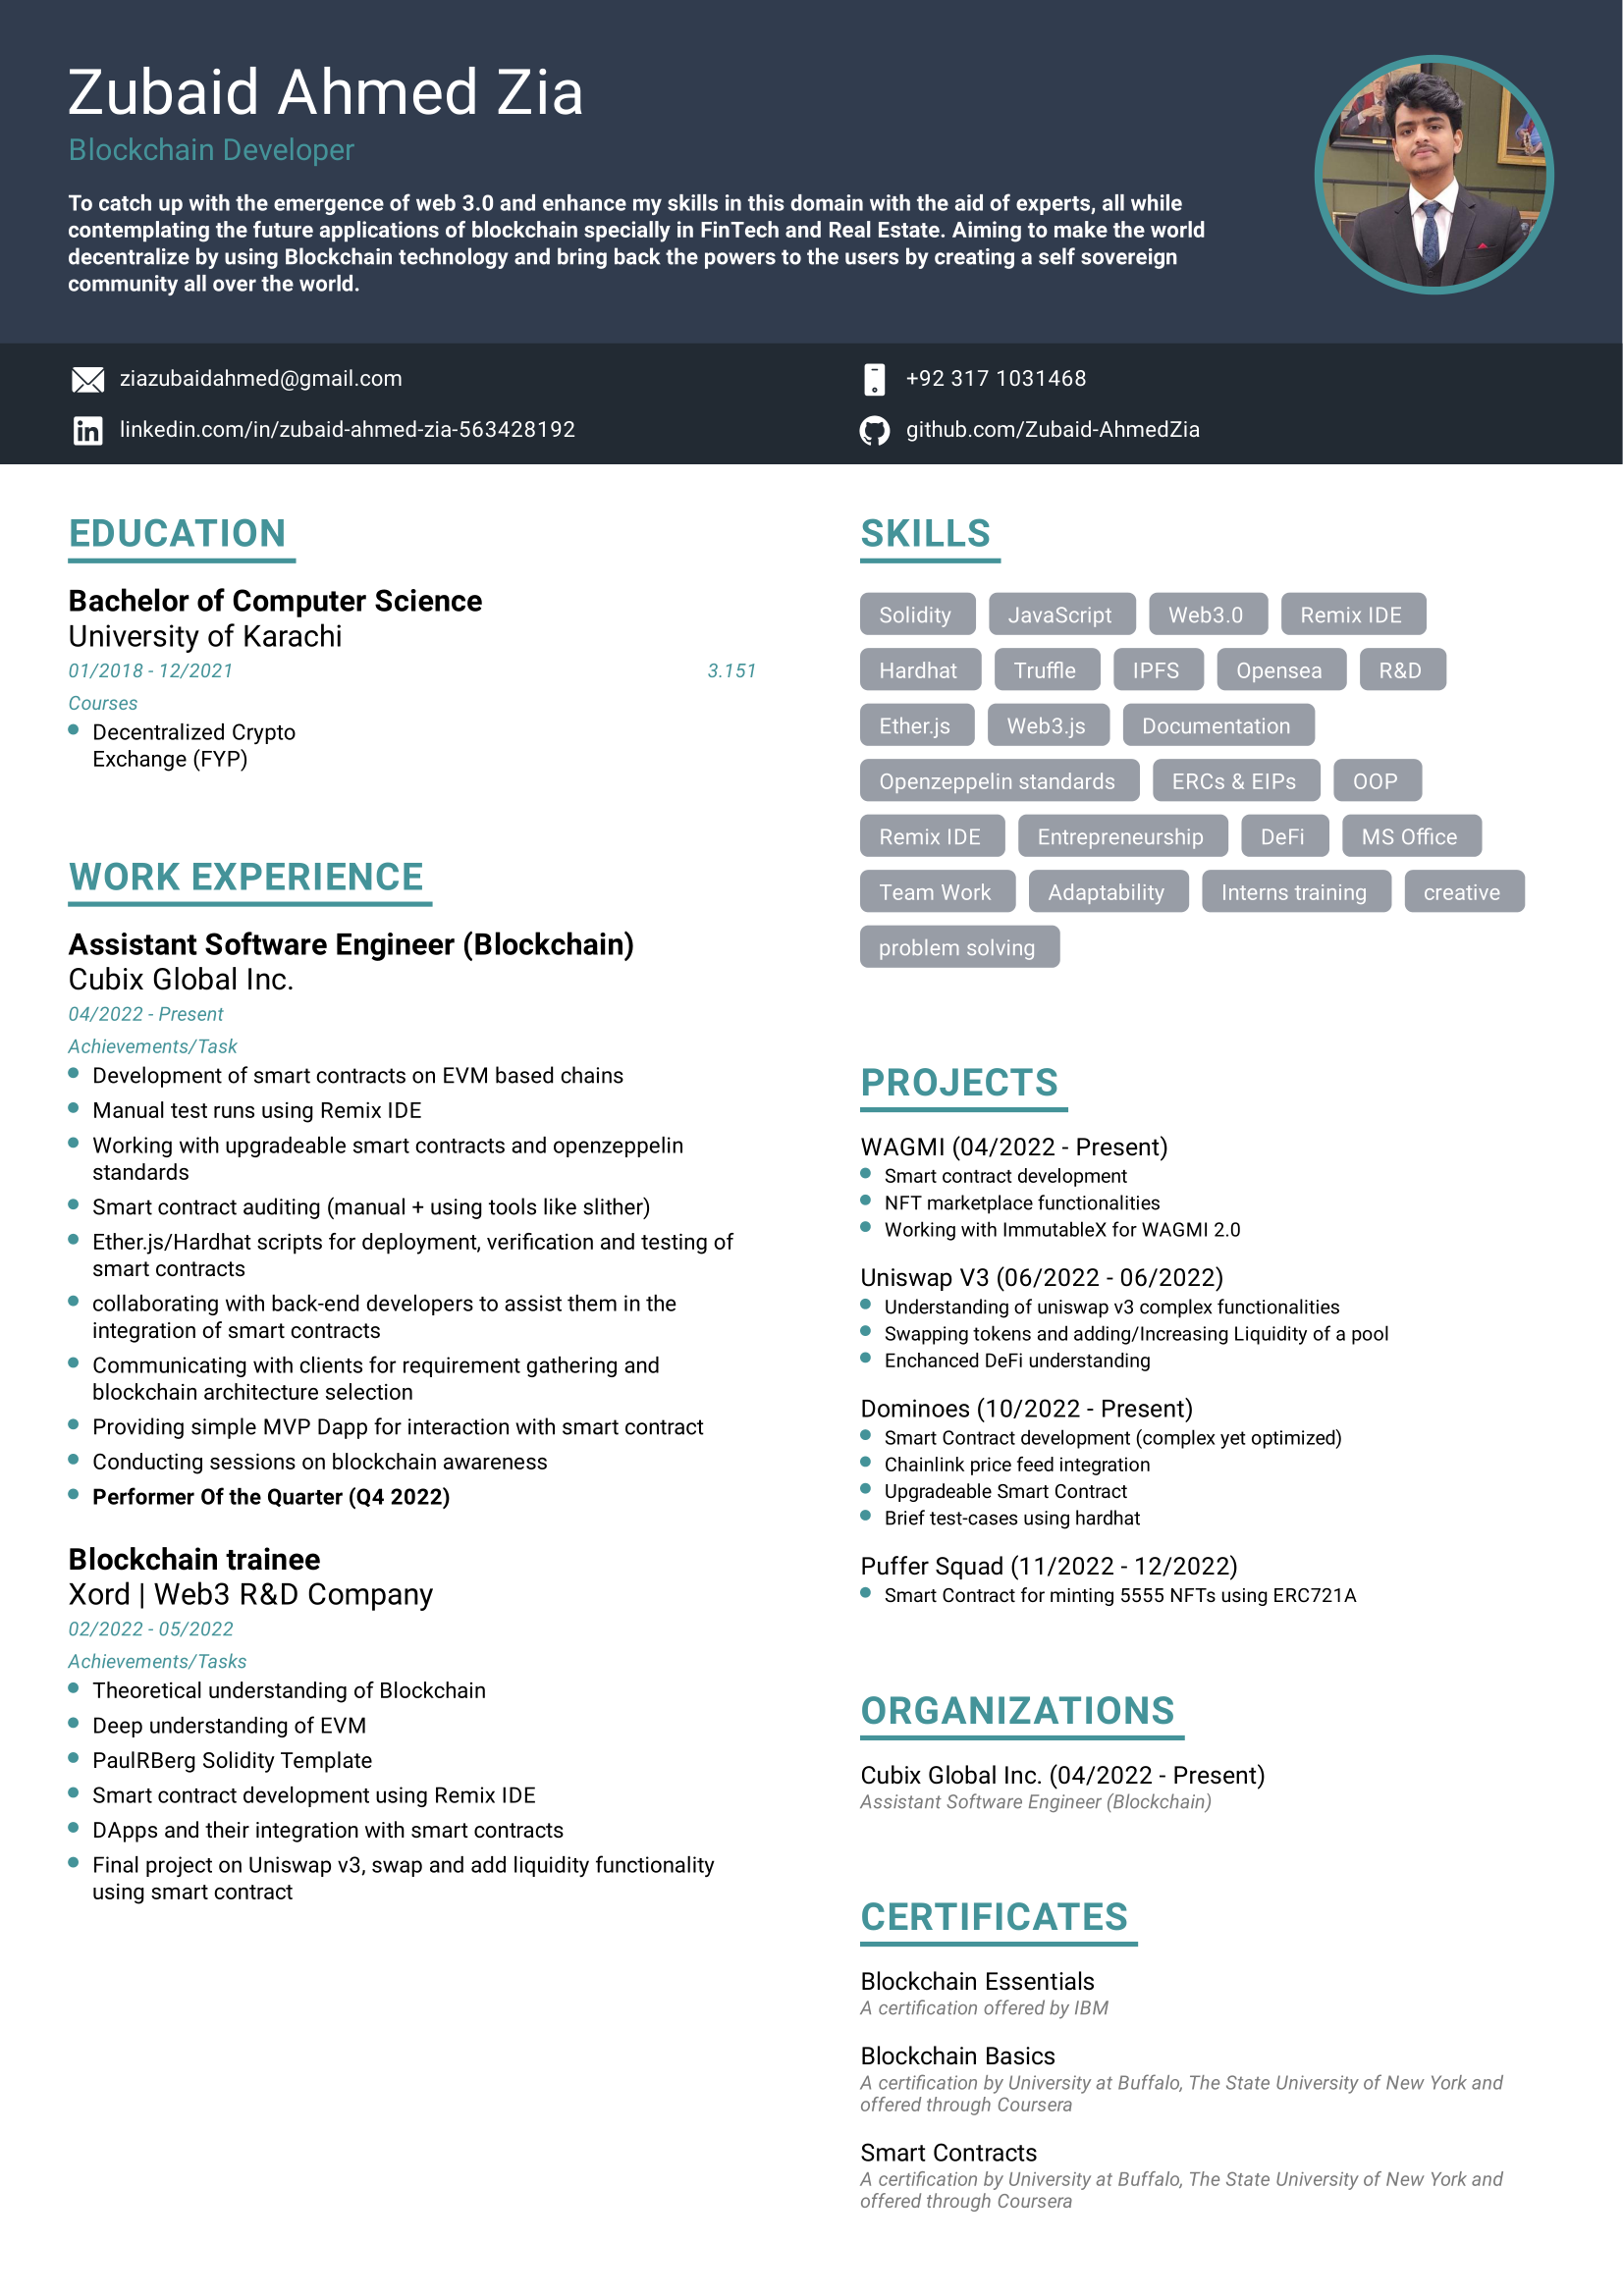 Zubaid Ahmed Zia
Blockchain Developer
To catch up with the emergence of web 3.0 and enhance my skills in this domain with the aid of experts, all while
contemplating the future applications of blockchain specially in FinTech and Real Estate. Aiming to make the world
decentralize by using Blockchain technology and bring back the powers to the users by creating a self sovereign
community all over the world.
ziazubaidahmed@gmail.com
+92 317 1031468
linkedin.com/in/zubaid-ahmed-zia-563428192
github.com/Zubaid-AhmedZia
EDUCATION
Bachelor of Computer Science
University of Karachi
01/2018 - 12/2021 3.151
Courses
Decentralized Crypto
Exchange (FYP)
WORK EXPERIENCE
Assistant Software Engineer (Blockchain)
Cubix Global Inc.
04/2022 - Present
Achievements/Task
Development of smart contracts on EVM based chains
Manual test runs using Remix IDE
Working with upgradeable smart contracts and openzeppelin
standards
Smart contract auditing (manual + using tools like slither)
Ether.js/Hardhat scripts for deployment, verification and testing of
smart contracts
collaborating with back-end developers to assist them in the
integration of smart contracts
Communicating with clients for requirement gathering and
blockchain architecture selection
Providing simple MVP Dapp for interaction with smart contract
Conducting sessions on blockchain awareness
Performer Of the Quarter (Q4 2022)
Blockchain trainee
Xord | Web3 R&D Company
02/2022 - 05/2022
Achievements/Tasks
Theoretical understanding of Blockchain
Deep understanding of EVM
PaulRBerg Solidity Template
Smart contract development using Remix IDE
DApps and their integration with smart contracts
Final project on Uniswap v3, swap and add liquidity functionality
using smart contract
SKILLS
Solidity JavaScript Web3.0 Remix IDE
Hardhat Truffle IPFS Opensea R&D
Ether.js Web3.js Documentation
Openzeppelin standards ERCs & EIPs OOP
Remix IDE Entrepreneurship DeFi MS Office
Team Work Adaptability Interns training creative
problem solving
PROJECTS
WAGMI (04/2022 - Present)
Smart contract development
NFT marketplace functionalities
Working with ImmutableX for WAGMI 2.0
Uniswap V3 (06/2022 - 06/2022)
Understanding of uniswap v3 complex functionalities
Swapping tokens and adding/Increasing Liquidity of a pool
Enchanced DeFi understanding
Dominoes (10/2022 - Present)
Smart Contract development (complex yet optimized)
Chainlink price feed integration
Upgradeable Smart Contract
Brief test-cases using hardhat
Puffer Squad (11/2022 - 12/2022)
Smart Contract for minting 5555 NFTs using ERC721A
ORGANIZATIONS
Cubix Global Inc. (04/2022 - Present)
Assistant Software Engineer (Blockchain)
CERTIFICATES
Blockchain Essentials
A certification offered by IBM
Blockchain Basics
A certification by University at Buffalo, The State University of New York and
offered through Coursera
Smart Contracts
A certification by University at Buffalo, The State University of New York and
offered through Coursera